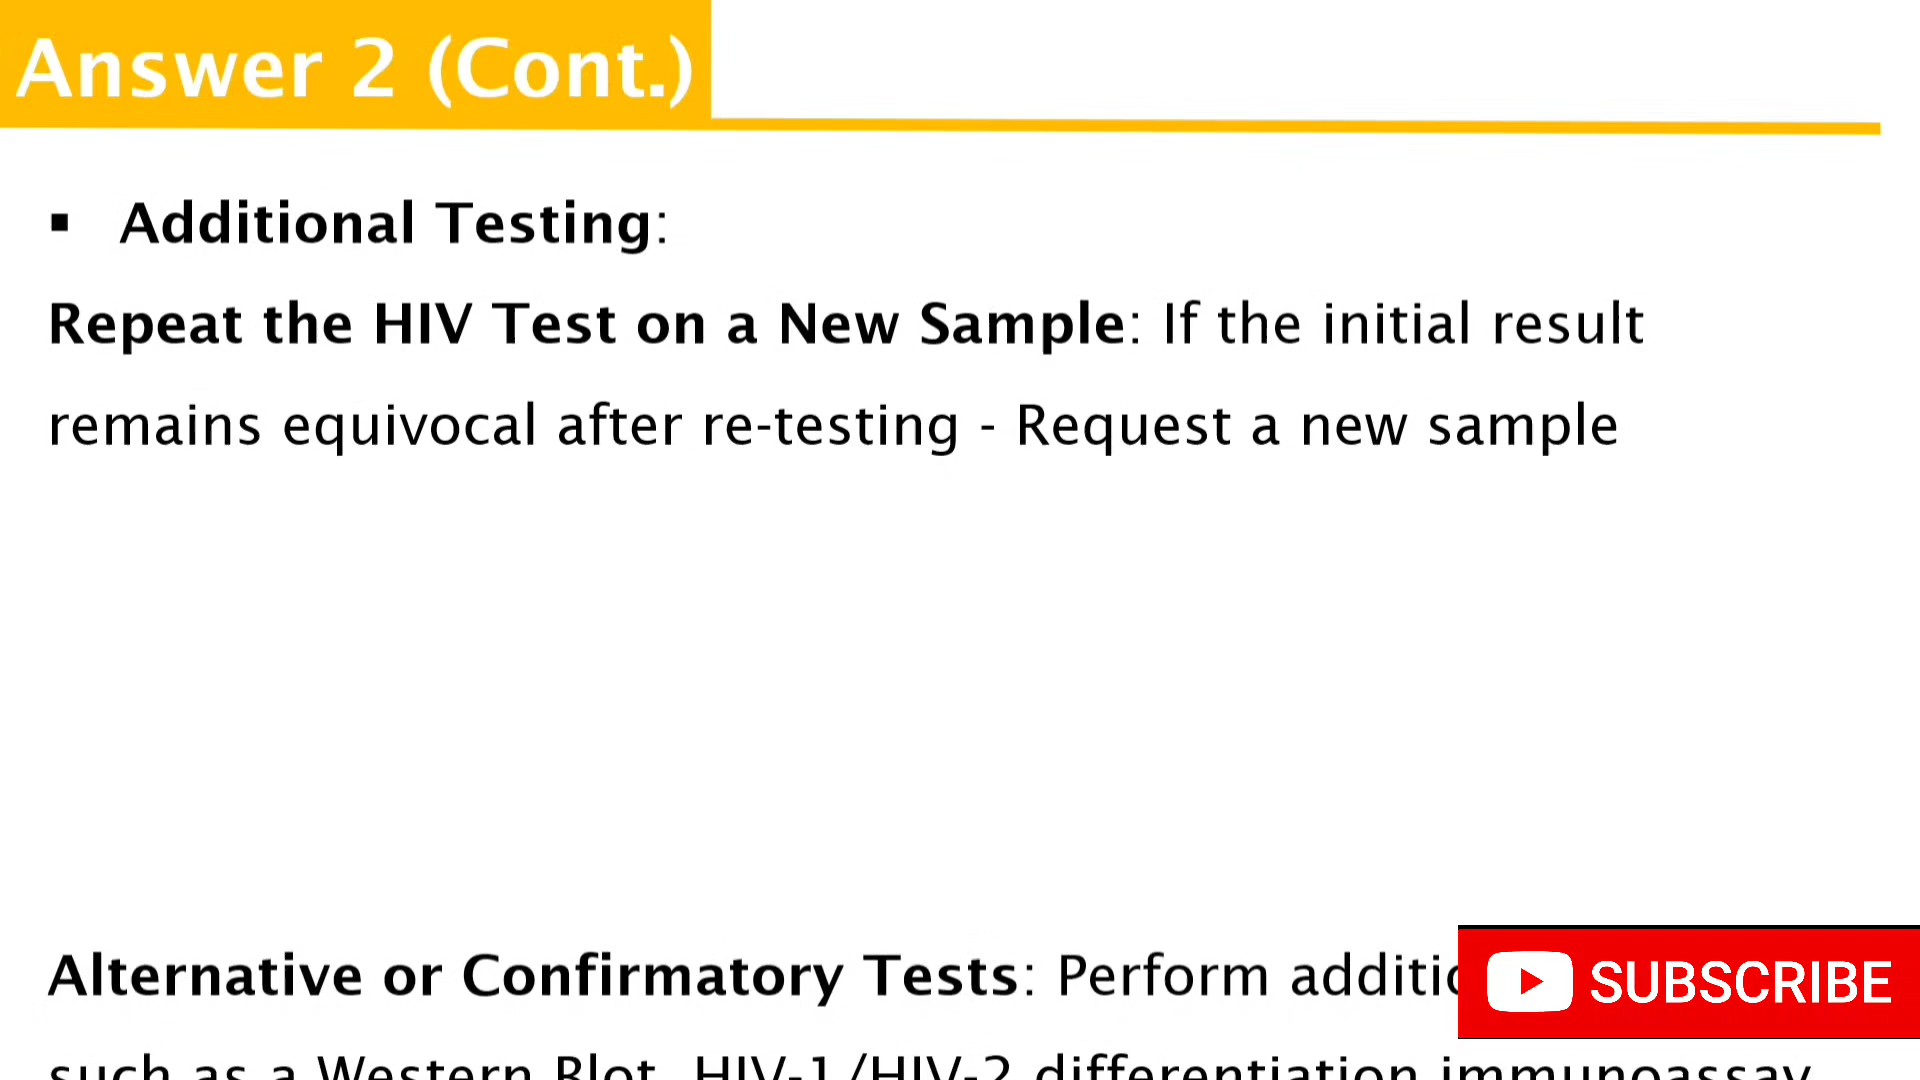 Answer 2 (Cont.)
▪ Additional Testing:
Repeat the HIV Test on a New Sample: If the initial result
remains equivocal after re-testing - Request a new sample
Alternative or Confirmatory Tests: Perform
SUBSCRIBE
such as a Western Blot, HIV-1/HIV-2 differentiation immunoassay